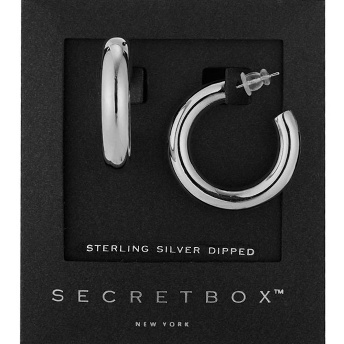 STERLING SILVER DIPPED
SECRETBOX™
NEW YORK